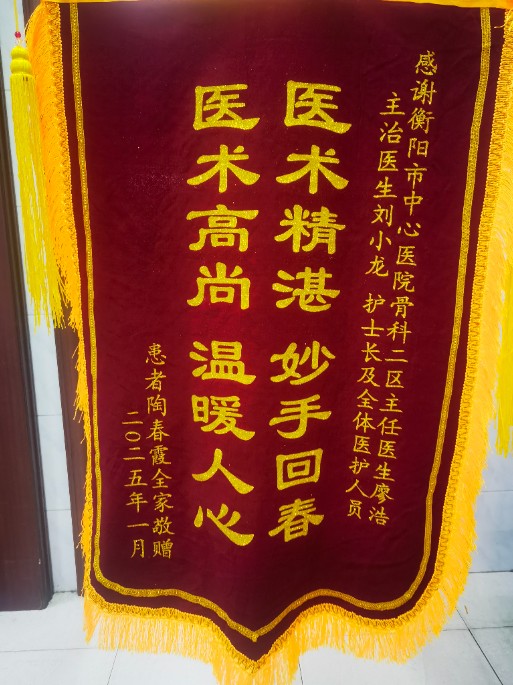 感谢衡阳市中心医院骨科二区主任医生廖浩
主治医生刘小龙 护士长及全体医护人员
医术精湛 妙手回春
医术高尚 温暖人心
患者陶春霞全家敬赠
二〇二五年一月